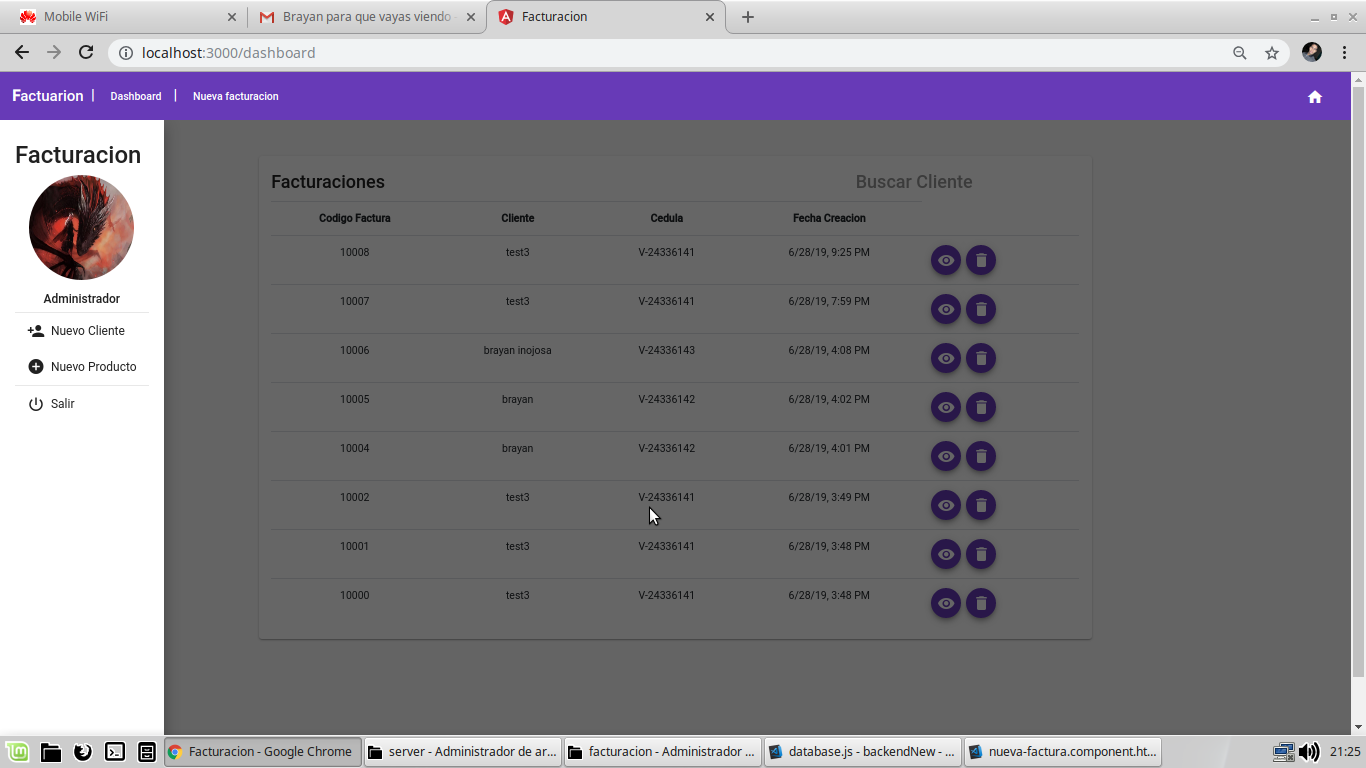 Mobile WiFi
Brayan para que vayas viendo
Facturacion
localhost:3000/dashboard
Factuarion | Dashboard | Nueva facturacion
Facturacion
Administrador
Nuevo Cliente
Nuevo Producto
Salir
Facturaciones Buscar Cliente
Codigo Factura Cliente Cedula Fecha Creacion
10008 test3 V-24336141 6/28/19, 9:25 PM
10007 test3 V-24336141 6/28/19, 7:59 PM
10006 brayan inojosa V-24336143 6/28/19, 4:08 PM
10005 brayan V-24336142 6/28/19, 4:02 PM
10004 brayan V-24336142 6/28/19, 4:01 PM
10002 test3 V-24336141 6/28/19, 3:49 PM
10001 test3 V-24336141 6/28/19, 3:48 PM
10000 test3 V-24336141 6/28/19, 3:48 PM
Facturacion - Google Chrome
server - Administrador de ar...
facturacion - Administrador ...
database.js - backendNew - ...
nueva-factura.component.ht...
21:25